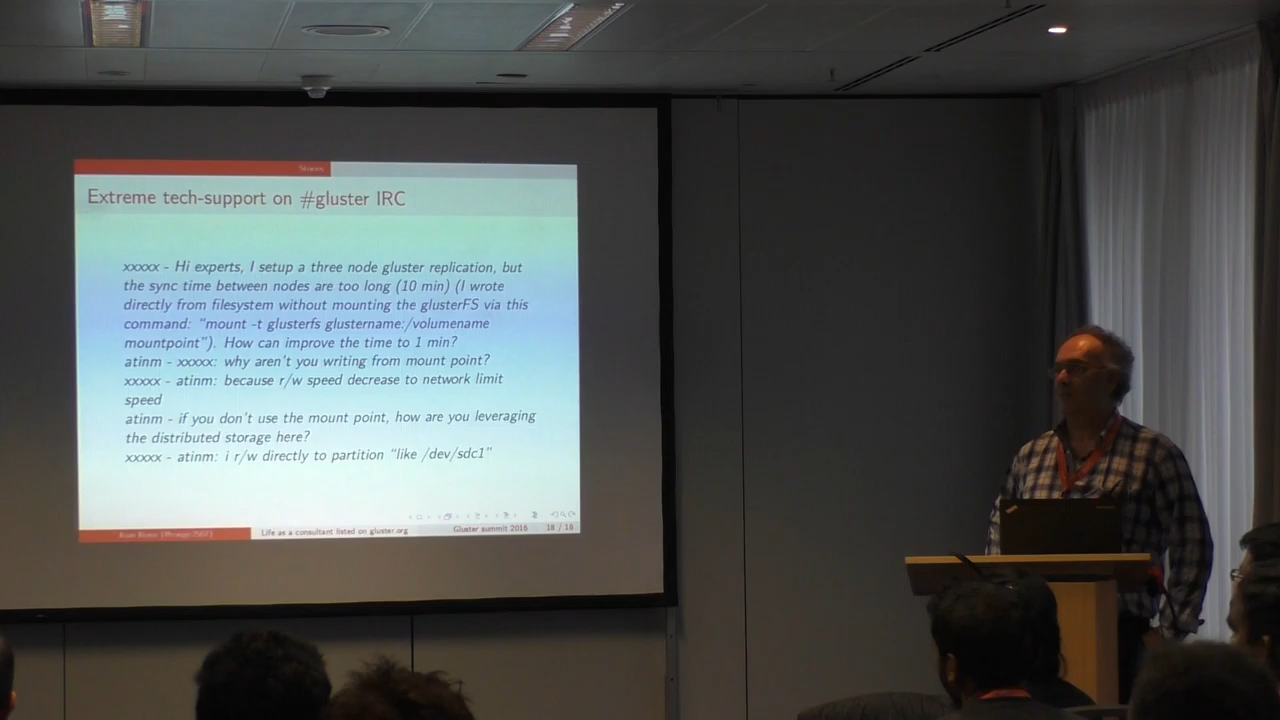 Stories
Extreme tech-support on #gluster IRC
xxxxx - Hi experts, I setup a three node gluster replication, but
the sync time between nodes are too long (10 min) (I wrote
directly from filesystem without mounting the glusterFS via this
command: "mount -t glusterfs glustername:/volumename
mountpoint"). How can improve the time to 1 min?
atinm - xxxxx: why aren't you writing from mount point?
xxxxx - atinm: because r/w speed decrease to network limit
speed
atinm - if you don't use the mount point, how are you leveraging
the distributed storage here?
xxxxx - atinm: i r/w directly to partition "like /dev/sdc1"
Life as a consultant listed on gluster.org
Gluster summit 2016
18 / 18